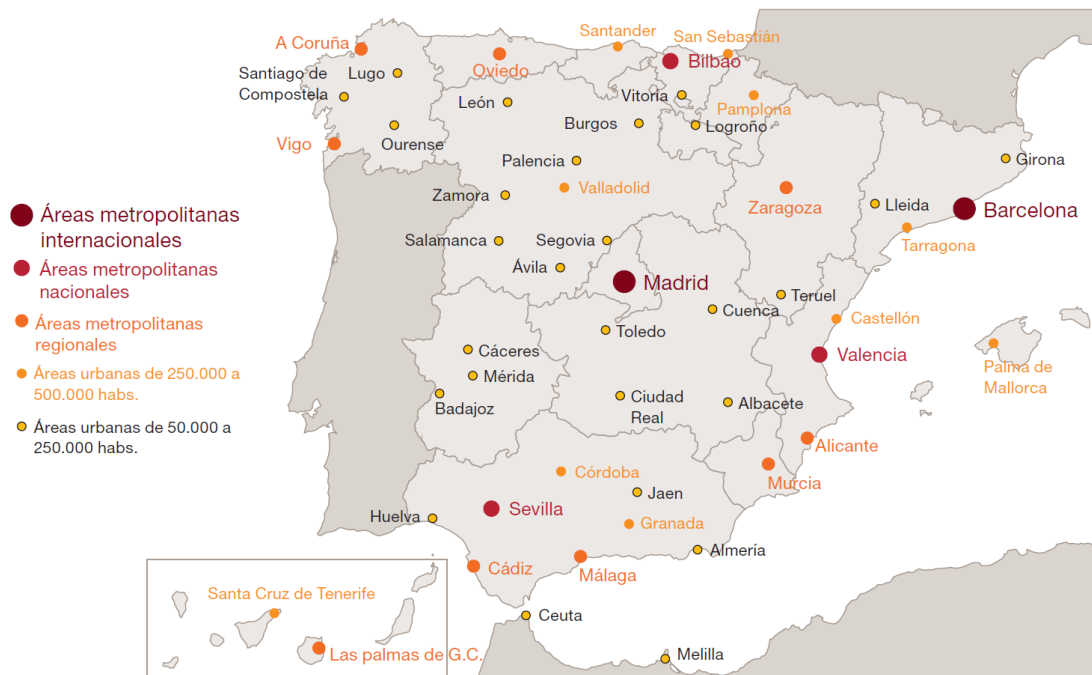 Santander
San Sebastián
A Coruña
Oviedo
Bilbao
Santiago de
Compostela
Lugo
León
Vitoria
Pamplona
Burgos
Logroño
Vigo
Ourense
Palencia
Girona
Zamora
Valladolid
Zaragoza
Lleida
Barcelona
Áreas metropolitanas
internacionales
Salamanca
Segovia
Tarragona
Ávila
Áreas metropolitanas
nacionales
Madrid
Teruel
Cuenca
Castellón
Áreas metropolitanas
regionales
Toledo
Cáceres
Valencia
Palma de
Mallorca
Áreas urbanas de 250.000 a
500.000 habs.
Mérida
Badajoz
Ciudad
Real
Albacete
Áreas urbanas de 50.000 a
250.000 habs.
Alicante
Córdoba
Murcia
Jaen
Huelva
Sevilla
Granada
Almería
Cádiz
Málaga
Santa Cruz de Tenerife
Ceuta
Las palmas de G.C.
Melilla